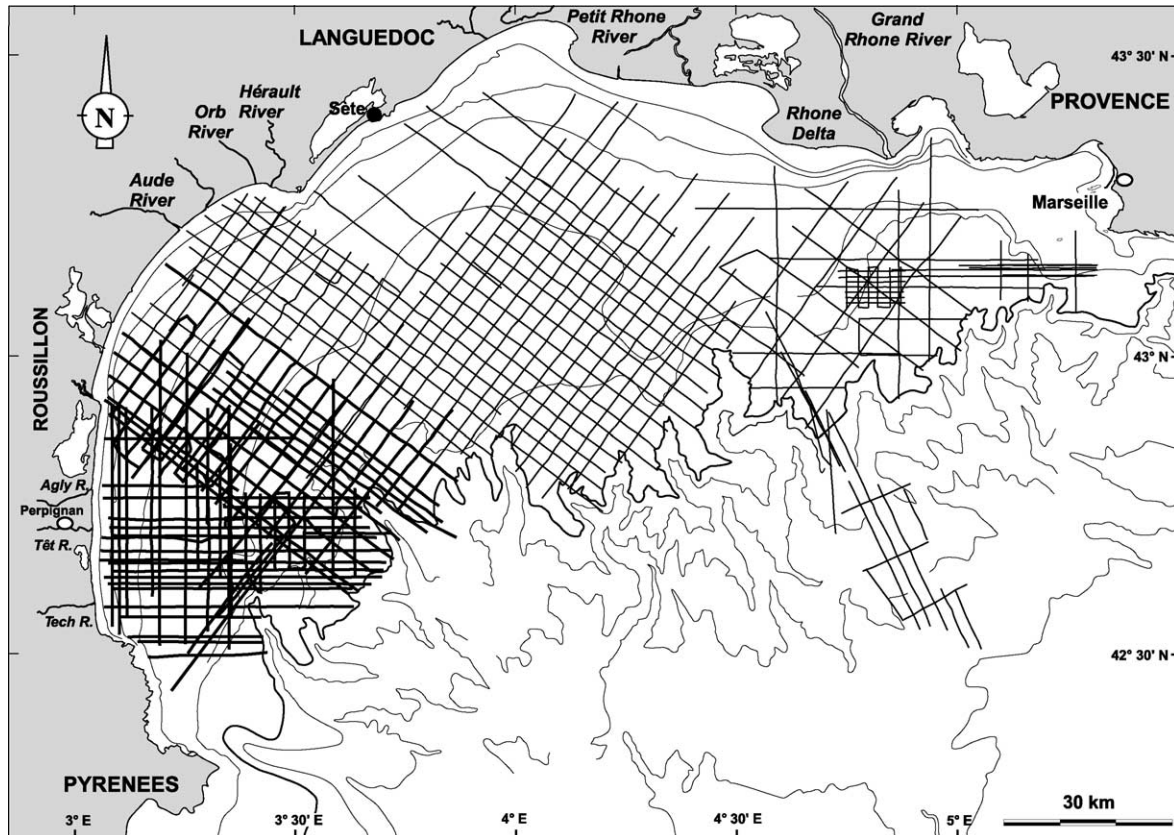 Petit Rhone
River
Grand
Rhone River
LANGUEDOC
43° 30' N
Hérault
River
Sète
PROVENCE
Orb
River
Rhone
Delta
Aude
River
N
Marseille
ROUSSILLON
43° N
Agly R.
Perpignan
Têt R.
Tech R.
42° 30' N
PYRENEES
30 km
3° E
3° 30' E
4° E
4° 30' E
5° E